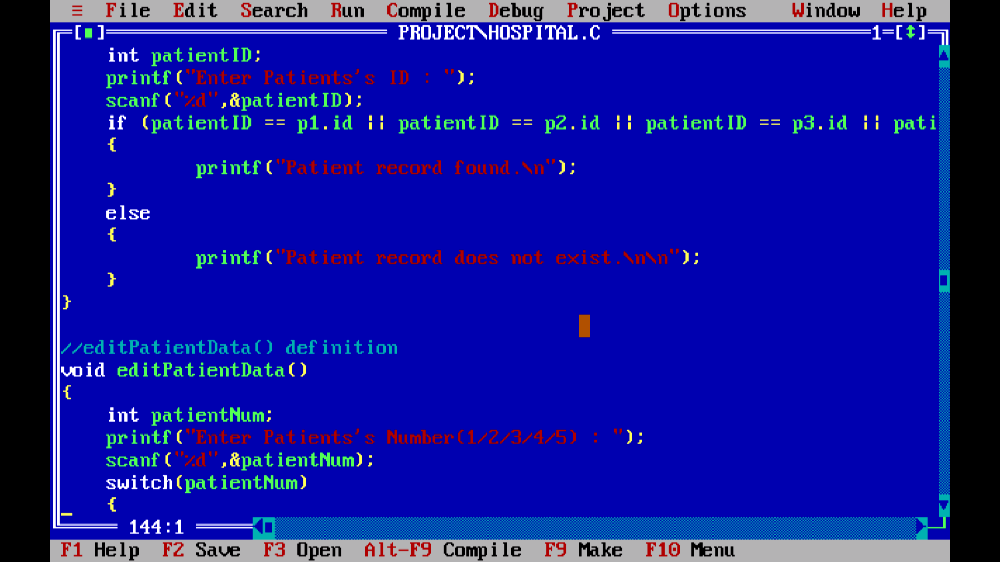 ≡ File Edit Search Run Compile Debug Project Options Window Help
[■] PROJECT\HOSPITAL.C 1=[↕]
int patientID;
printf("Enter Patients's ID : ");
scanf("%d",&patientID);
if (patientID == p1.id || patientID == p2.id || patientID == p3.id || pati
{
printf("Patient record found.\n");
}
else
{
printf("Patient record does not exist.\n\n");
}
}
//editPatientData() definition
void editPatientData()
{
int patientNum;
printf("Enter Patients's Number(1/2/3/4/5) : ");
scanf("%d",&patientNum);
switch(patientNum)
{
144:1
F1 Help F2 Save F3 Open Alt-F9 Compile F9 Make F10 Menu